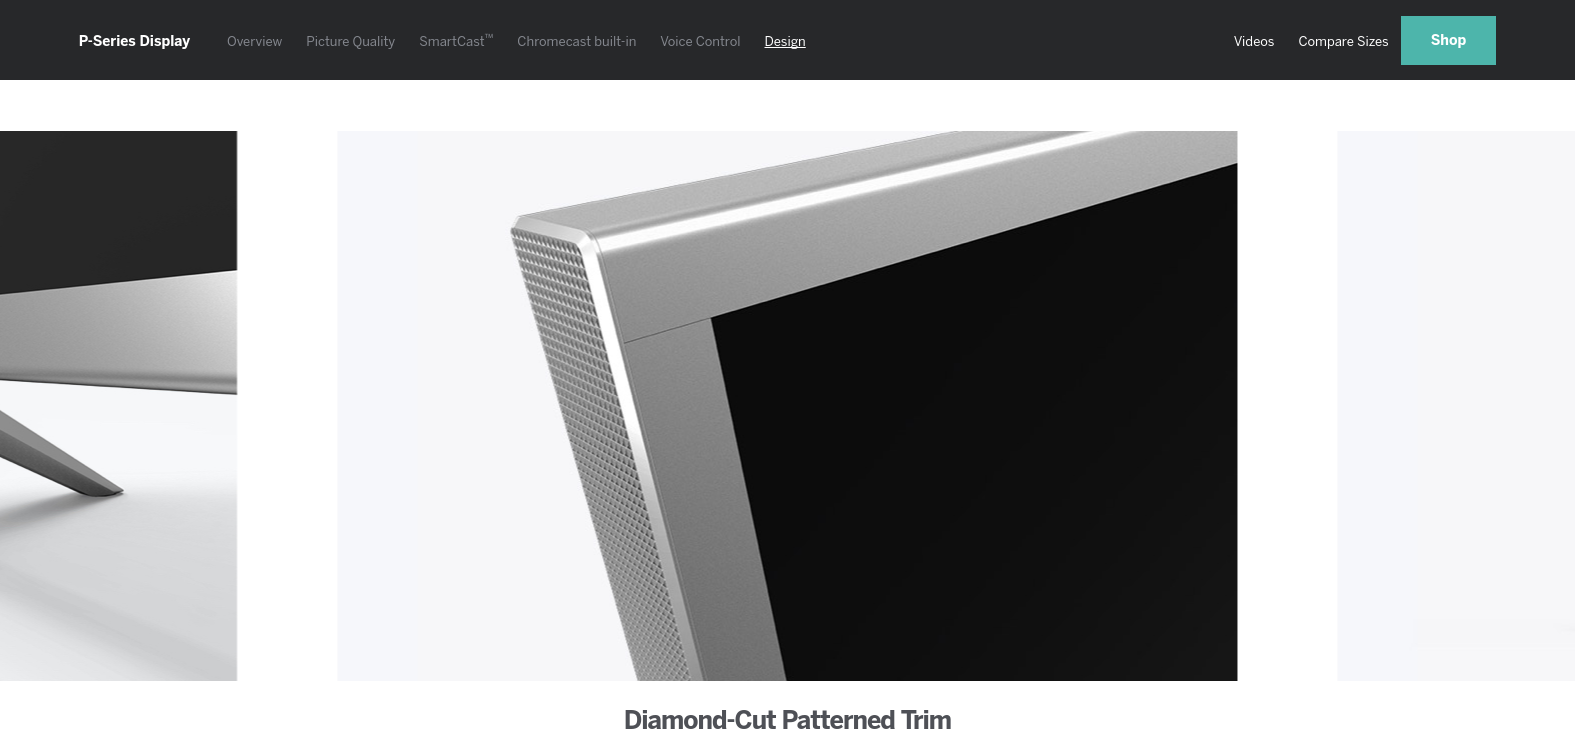 P-Series Display Overview Picture Quality SmartCast™ Chromecast built-in Voice Control Design Videos Compare Sizes Shop
Diamond-Cut Patterned Trim